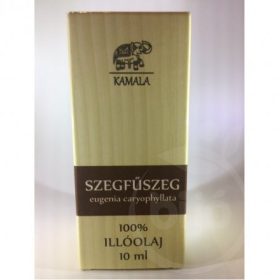 KAMALA
SZEGFŰSZEG
eugenia caryophyllata
100%
ILLÓOLAJ
10 ml